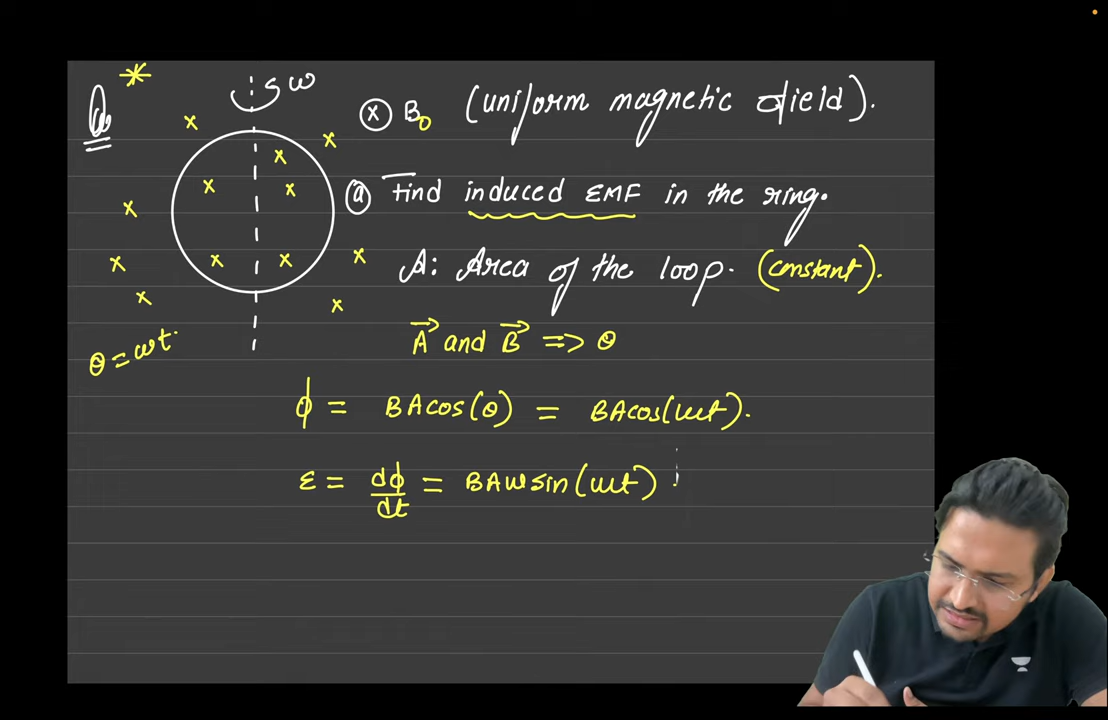 Q *
ω
ⓧ B₀ (uniform magnetic field).
ⓐ Find induced EMF in the ring.
A: Area of the loop. (constant).
θ = ωt.
A⃗ and B⃗ => θ
ϕ = BAcos(θ) = BAcos(ωt).
ε = dϕ/dt = BAωsin(ωt).